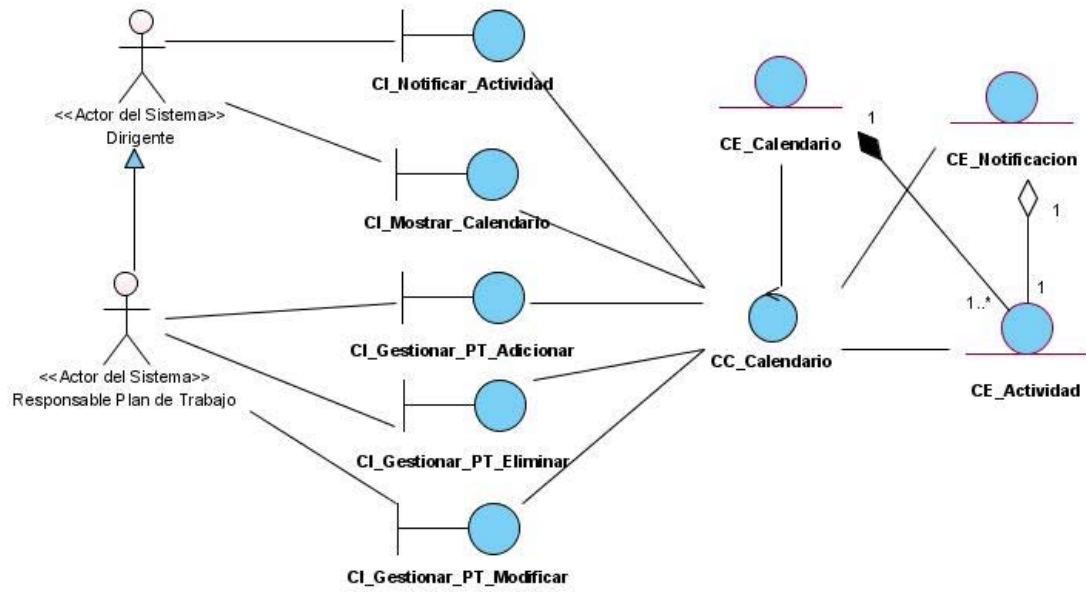 <<Actor del Sistema>>
Dirigente
<<Actor del Sistema>>
Responsable Plan de Trabajo
CI_Notificar_Actividad
CI_Mostrar_Calendario
CI_Gestionar_PT_Adicionar
CI_Gestionar_PT_Eliminar
CI_Gestionar_PT_Modificar
CE_Calendario
1
CE_Notificacion
1
1
1..*
CC_Calendario
CE_Actividad